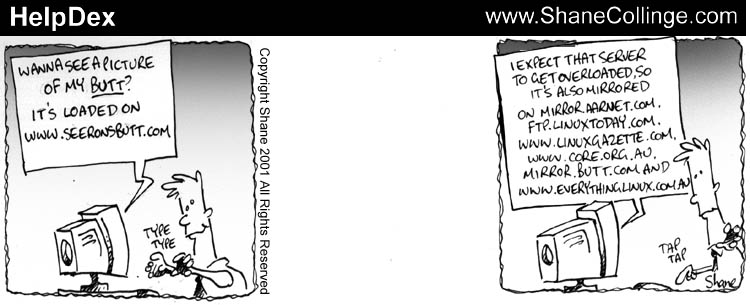 HelpDex
www.ShaneCollinge.com
WANNA SEE A PICTURE
OF MY BUTT?
IT'S LOADED ON
WWW.SEERONSBUTT.COM
TYPE
TYPE
Copyright Shane 2001 All Rights Reserved
I EXPECT THAT SERVER
TO GET OVERLOADED, SO
IT'S ALSO MIRRORED
ON MIRROR.AARNET.COM,
FTP.LINUXTODAY.COM,
WWW.LINUXGAZETTE.COM,
WWW.CORE.ORG.AU,
MIRROR.BUTT.COM AND
WWW.EVERYTHINGLINUX.COM.AU
TAP
TAP
Shane